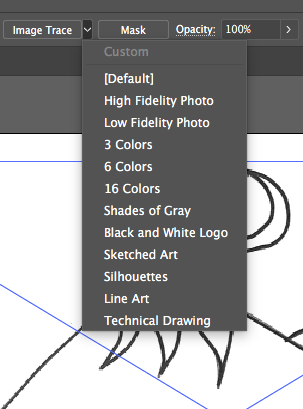 Image Trace Mask Opacity: 100%
Custom
[Default]
High Fidelity Photo
Low Fidelity Photo
3 Colors
6 Colors
16 Colors
Shades of Gray
Black and White Logo
Sketched Art
Silhouettes
Line Art
Technical Drawing